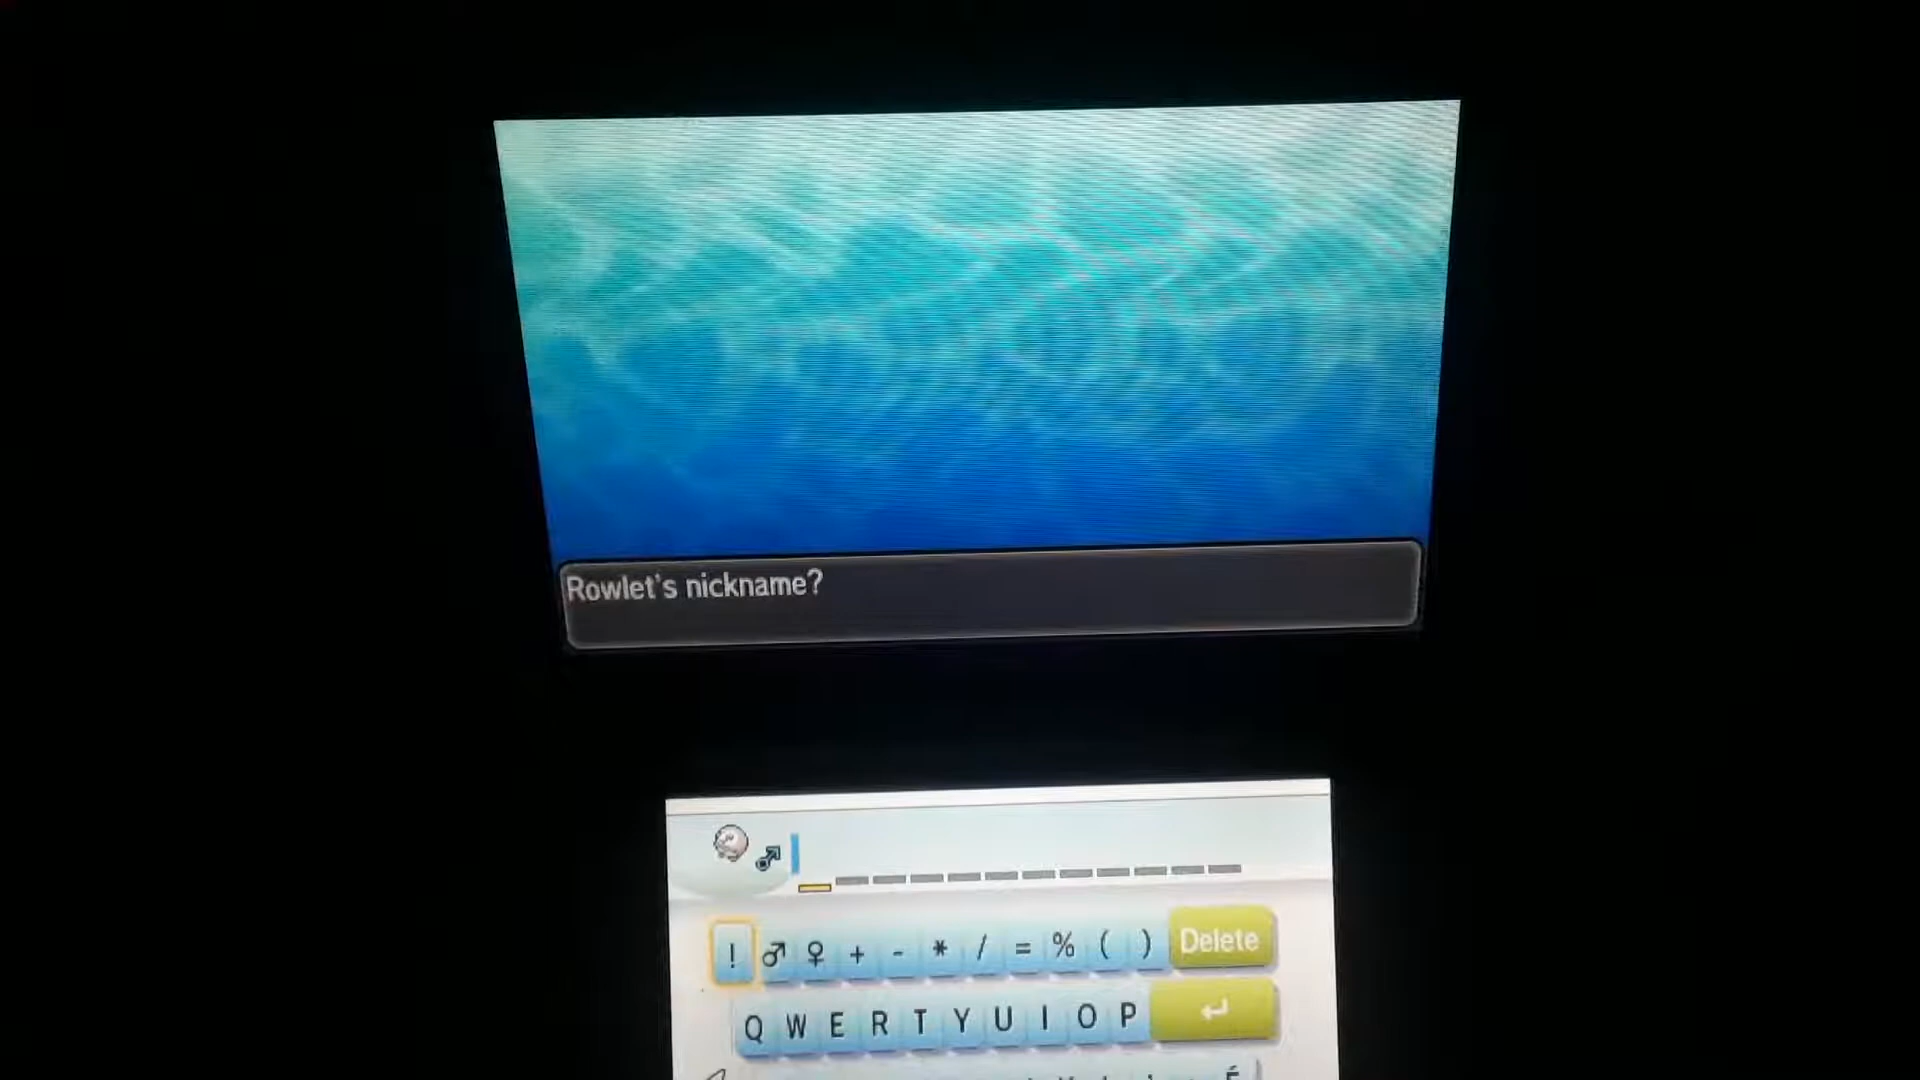 Rowlet's nickname?
! ♂ ♀ + - * / = % ( ) Delete
Q W E R T Y U I O P